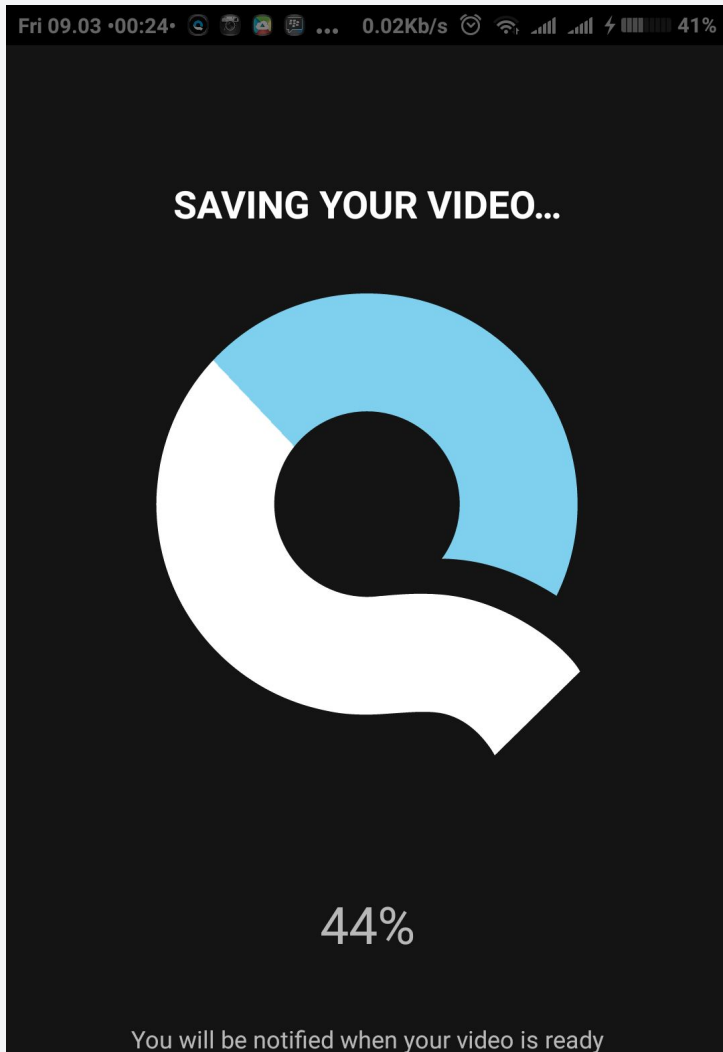 Fri 09.03 •00:24• ... 0.02Kb/s 41%
SAVING YOUR VIDEO...
44%
You will be notified when your video is ready